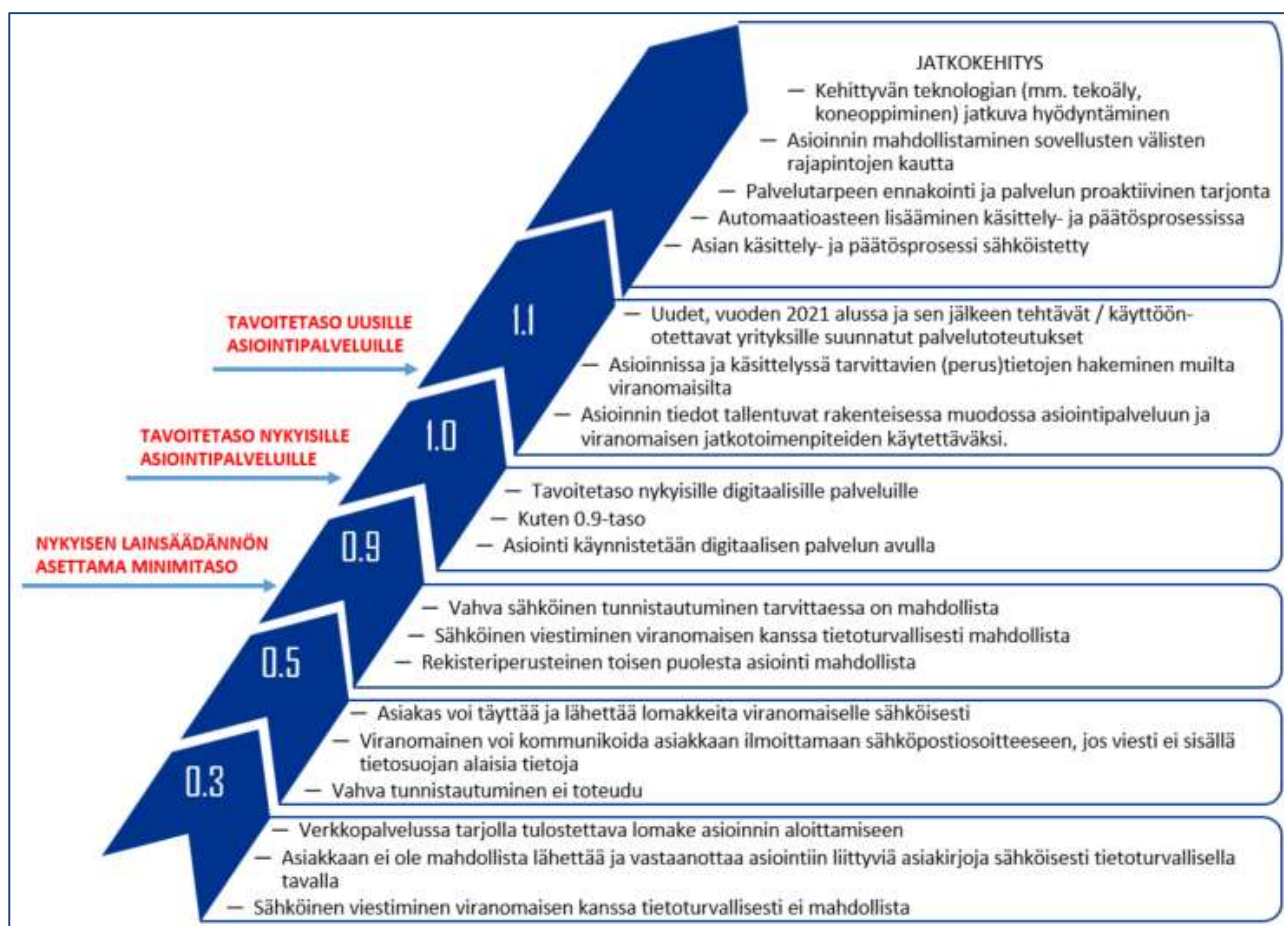 JATKOKEHITYS
— Kehittyvän teknologian (mm. tekoäly,
koneoppiminen) jatkuva hyödyntäminen
— Asioinnin mahdollistaminen sovellusten välisten
rajapintojen kautta
— Palvelutarpeen ennakointi ja palvelun proaktiivinen tarjonta
— Automaatioasteen lisääminen käsittely- ja päätösprosessissa
— Asian käsittely- ja päätösprosessi sähköistetty
TAVOITETASO UUSILLE
ASIOINTIPALVELUILLE
1.1
— Uudet, vuoden 2021 alussa ja sen jälkeen tehtävät / käyttöön-
otettavat yrityksille suunnatut palvelutoteutukset
— Asioinnissa ja käsittelyssä tarvittavien (perus)tietojen hakeminen muilta
viranomaisilta
— Asioinnin tiedot tallentuvat rakenteisessa muodossa asiointipalveluun ja
viranomaisen jatkotoimenpiteiden käytettäväksi.
TAVOITETASO NYKYISILLE
ASIOINTIPALVELUILLE
1.0
— Tavoitetaso nykyisille digitaalisille palveluille
— Kuten 0.9-taso
— Asiointi käynnistetään digitaalisen palvelun avulla
NYKYISEN LAINSÄÄDÄNNÖN
ASETTAMA MINIMITASO
0.9
— Vahva sähköinen tunnistautuminen tarvittaessa on mahdollista
— Sähköinen viestiminen viranomaisen kanssa tietoturvallisesti mahdollista
— Rekisteriperusteinen toisen puolesta asiointi mahdollista
0.5
— Asiakas voi täyttää ja lähettää lomakkeita viranomaiselle sähköisesti
— Viranomainen voi kommunikoida asiakkaan ilmoittamaan sähköpostiosoitteeseen, jos viesti ei sisällä
tietosuojan alaisia tietoja
— Vahva tunnistautuminen ei toteudu
0.3
— Verkkopalvelussa tarjolla tulostettava lomake asioinnin aloittamiseen
— Asiakkaan ei ole mahdollista lähettää ja vastaanottaa asiointiin liittyviä asiakirjoja sähköisesti tietoturvallisella
tavalla
— Sähköinen viestiminen viranomaisen kanssa tietoturvallisesti ei mahdollista